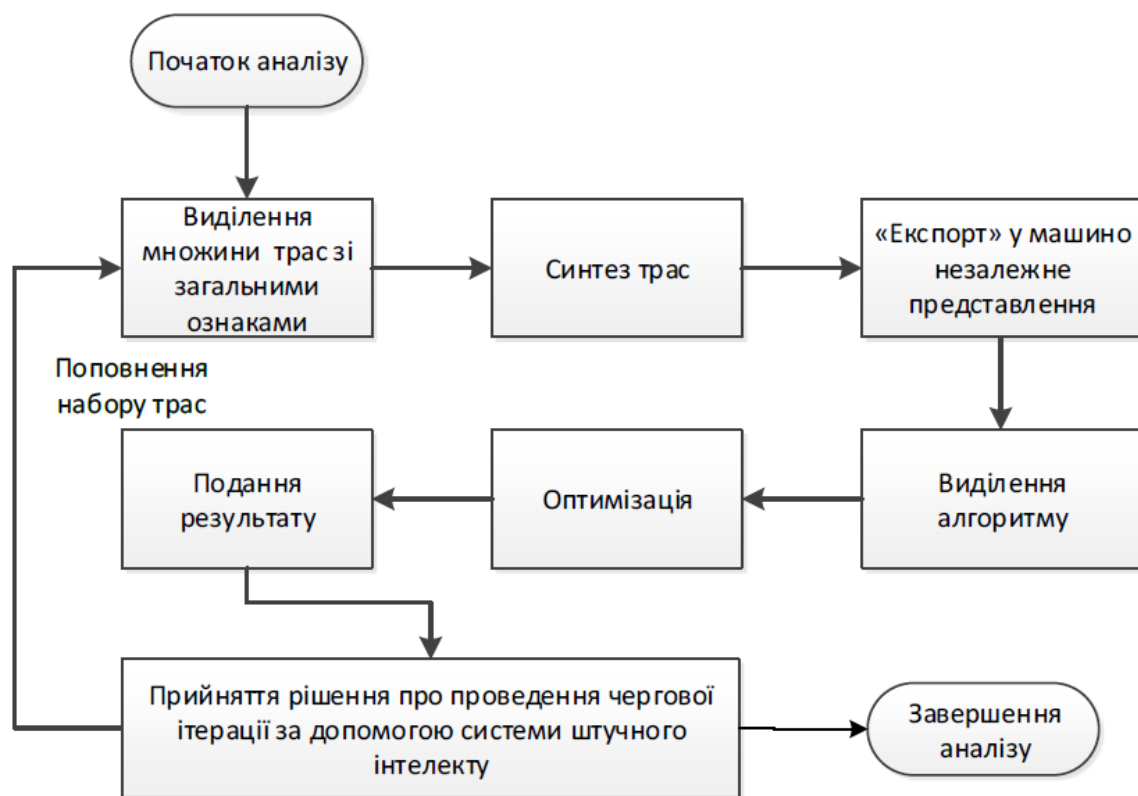 Початок аналізу
Виділення
множини трас зі
загальними
ознаками
Синтез трас
«Експорт» у машино
незалежне
представлення
Поповнення
набору трас
Подання
результату
Оптимізація
Виділення
алгоритму
Прийняття рішення про проведення чергової
ітерації за допомогою системи штучного
інтелекту
Завершення
аналізу